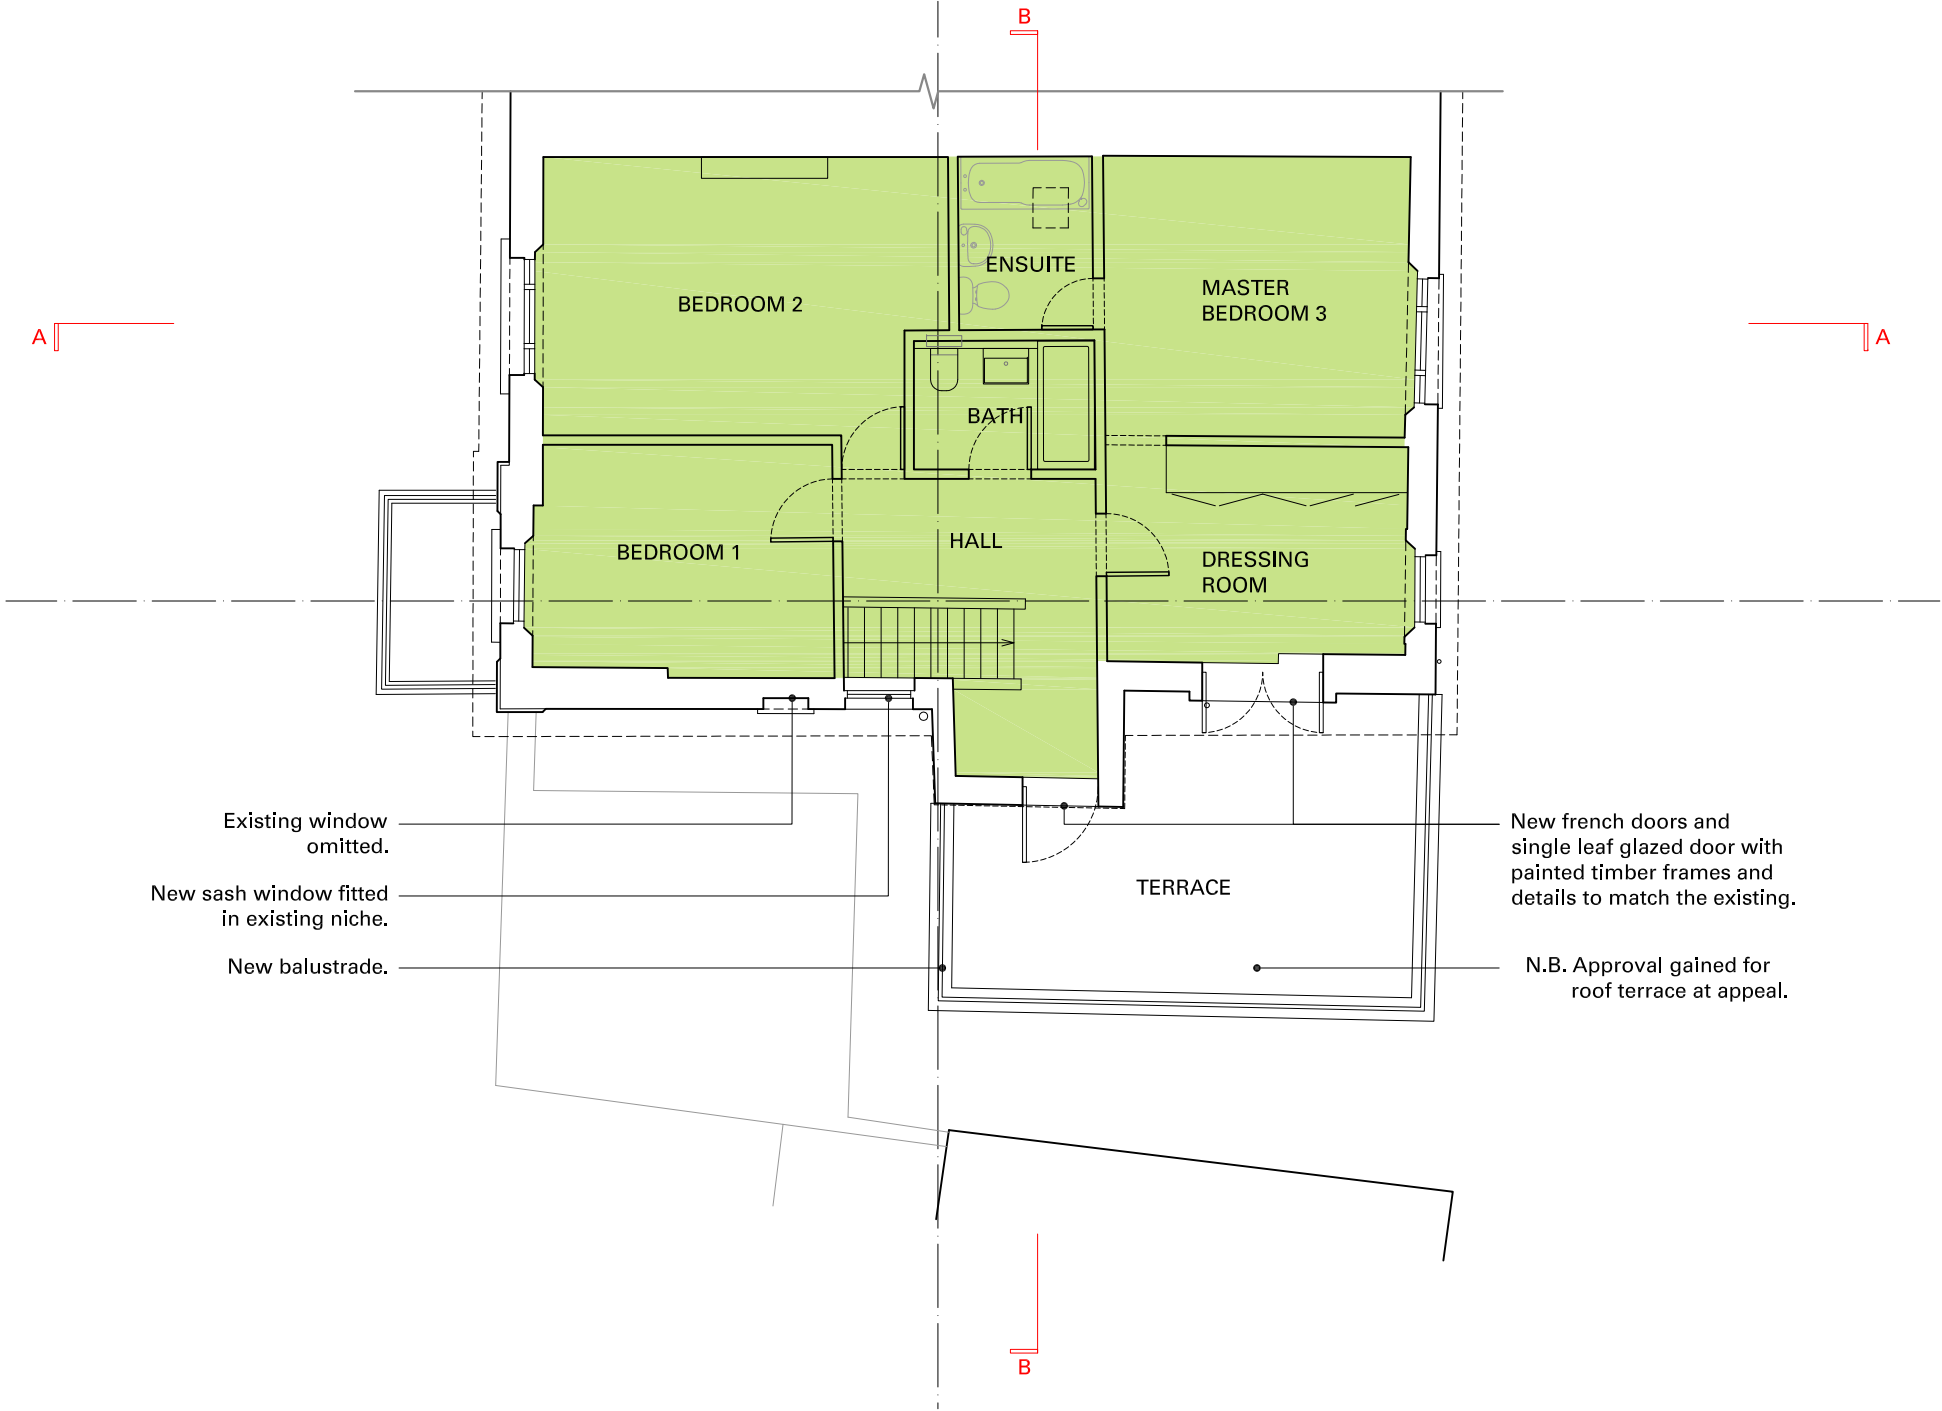 B
BEDROOM 2
ENSUITE
MASTER
BEDROOM 3
A
A
BATH
BEDROOM 1
HALL
DRESSING
ROOM
Existing window
omitted.
New sash window fitted
in existing niche.
New balustrade.
TERRACE
New french doors and
single leaf glazed door with
painted timber frames and
details to match the existing.
N.B. Approval gained for
roof terrace at appeal.
B